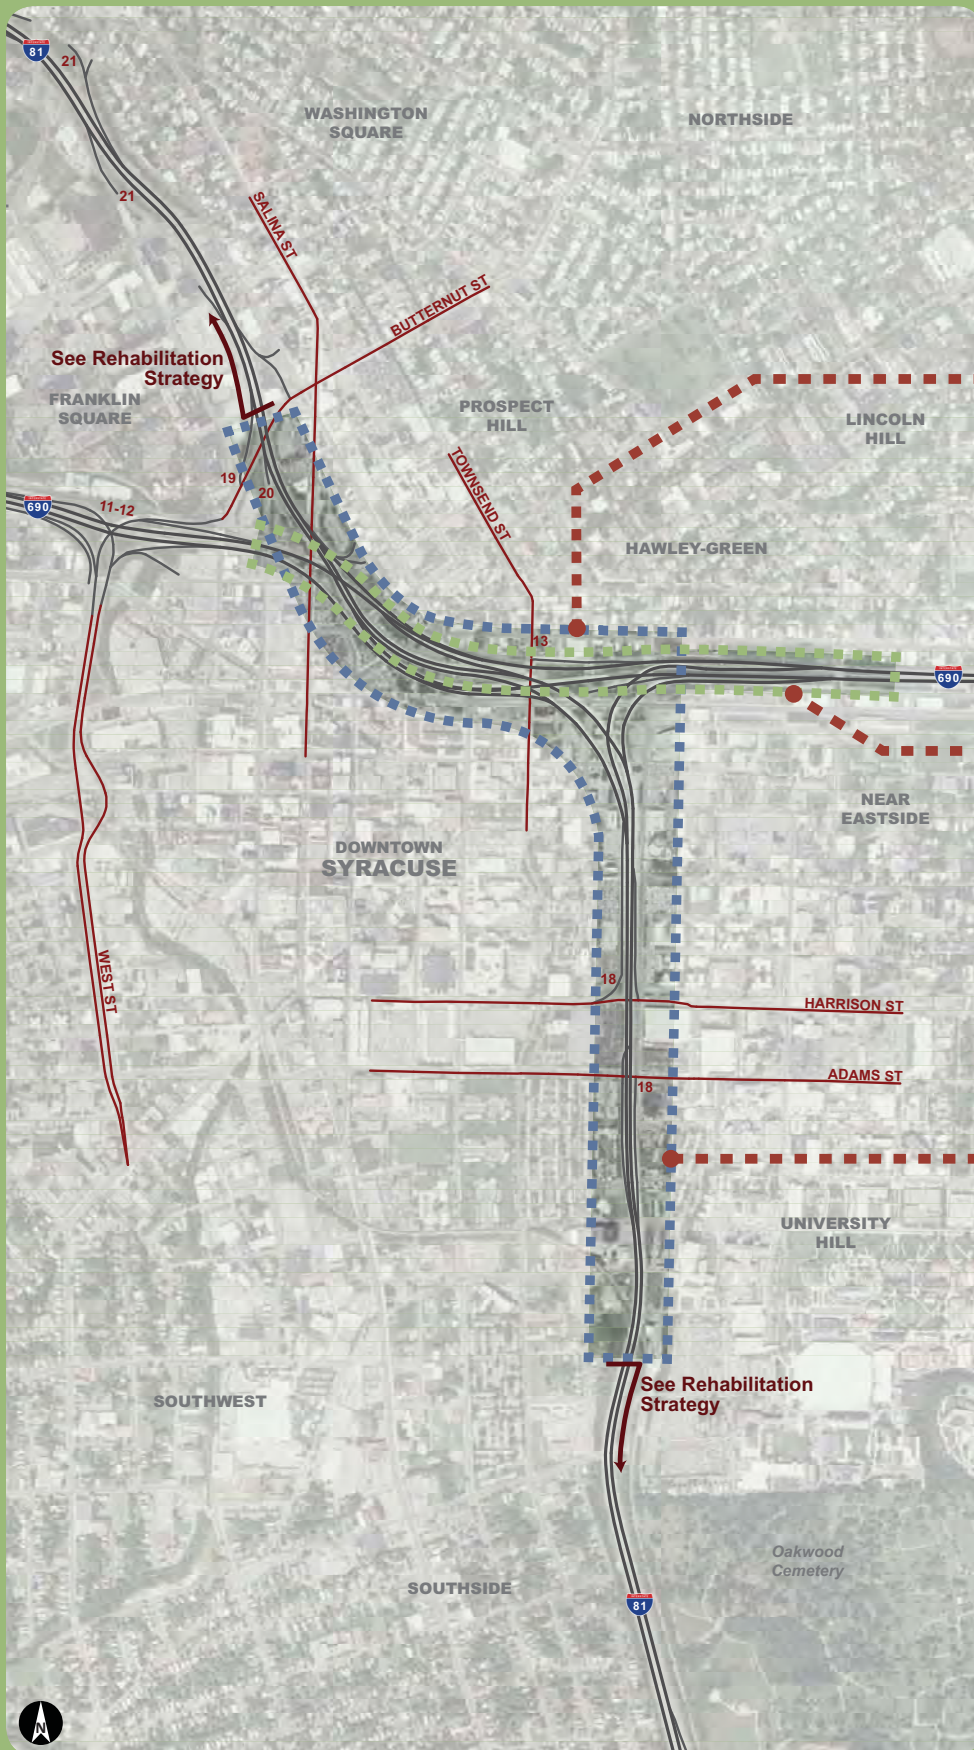 81
21
WASHINGTON
SQUARE
NORTHSIDE
21
SALINA ST
BUTTERNUT ST
See Rehabilitation
Strategy
FRANKLIN
SQUARE
PROSPECT
HILL
LINCOLN
HILL
TOWNSEND ST
19
20
690
11-12
HAWLEY-GREEN
13
690
NEAR
EASTSIDE
DOWNTOWN
SYRACUSE
WEST ST
18
HARRISON ST
ADAMS ST
18
UNIVERSITY
HILL
See Rehabilitation
Strategy
SOUTHWEST
Oakwood
Cemetery
SOUTHSIDE
81
N